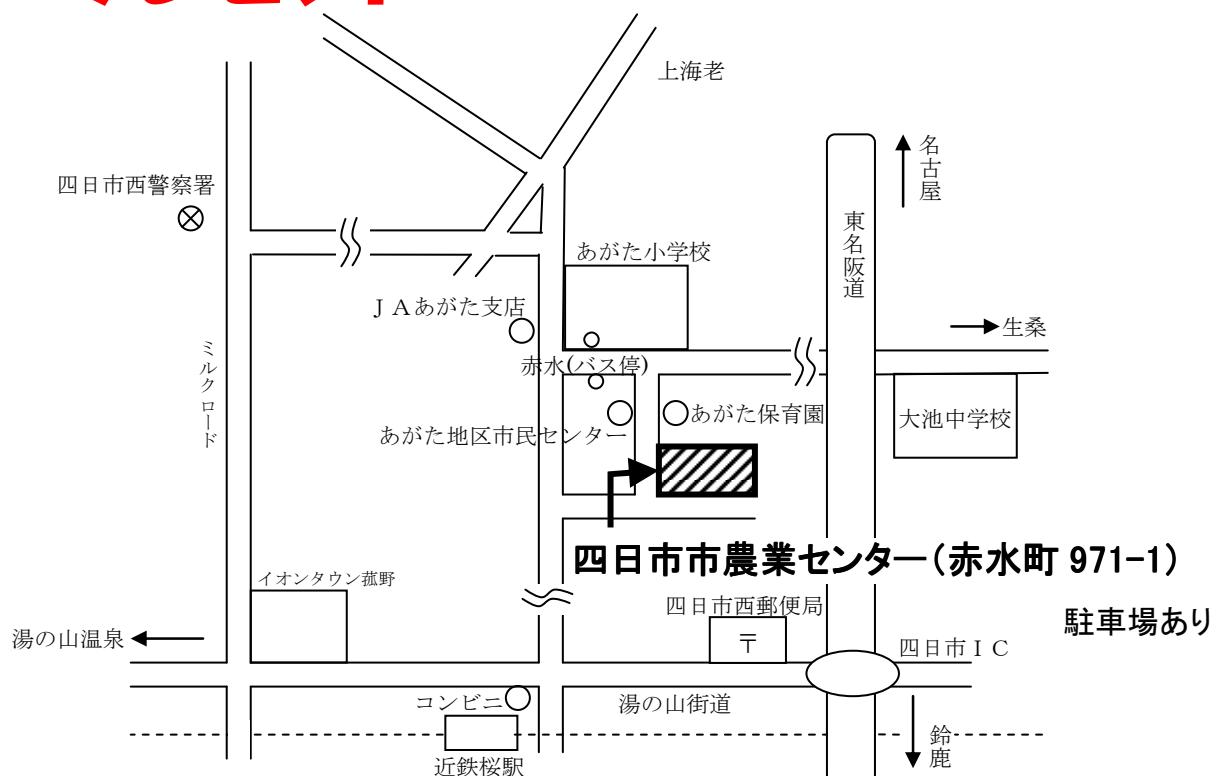 上海老
名古屋
四日市西警察署
東名阪道
あがた小学校
ＪＡあがた支店
生桑
ミルクロード
赤水(バス停)
あがた保育園
大池中学校
あがた地区市民センター
四日市市農業センター(赤水町 971-1)
イオンタウン菰野
四日市西郵便局
駐車場あり
湯の山温泉
〒
四日市ＩＣ
コンビニ
湯の山街道
鈴鹿
近鉄桜駅